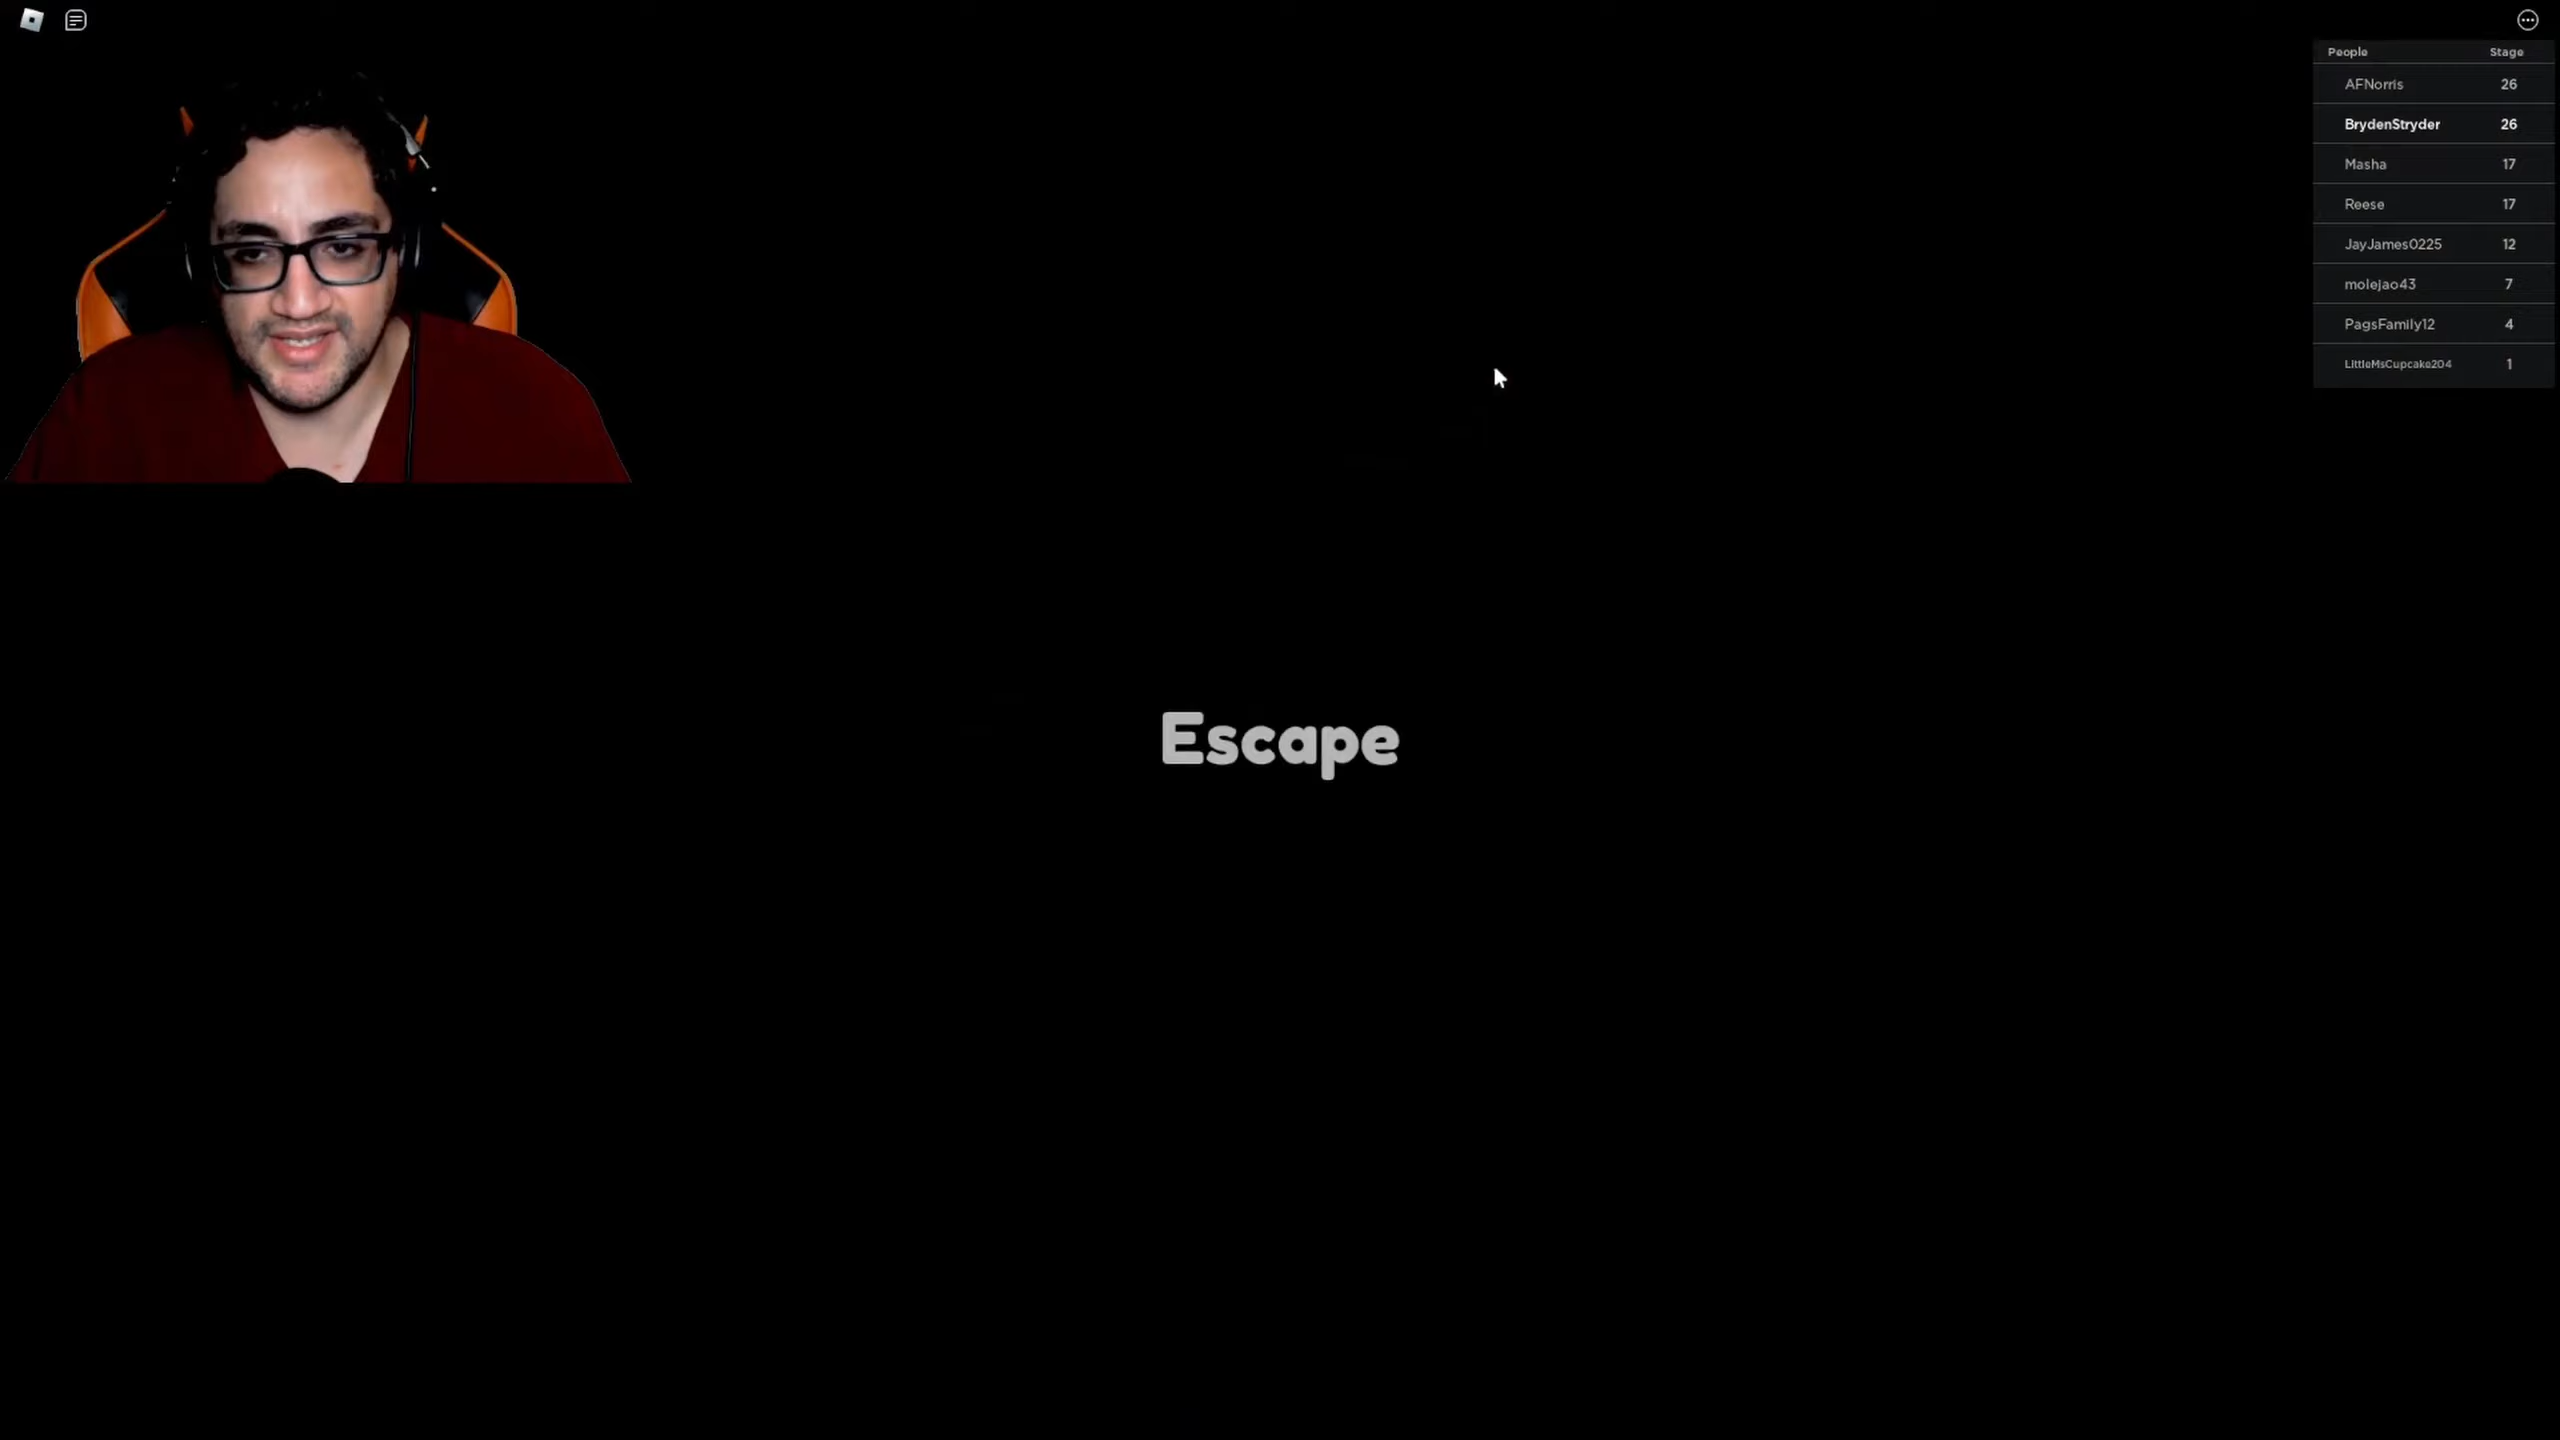 People Stage
AFNorris 26
BrydenStryder 26
Masha 17
Reese 17
JayJames0225 12
molejao43 7
PagsFamily12 4
LittleMsCupcake204 1
Escape